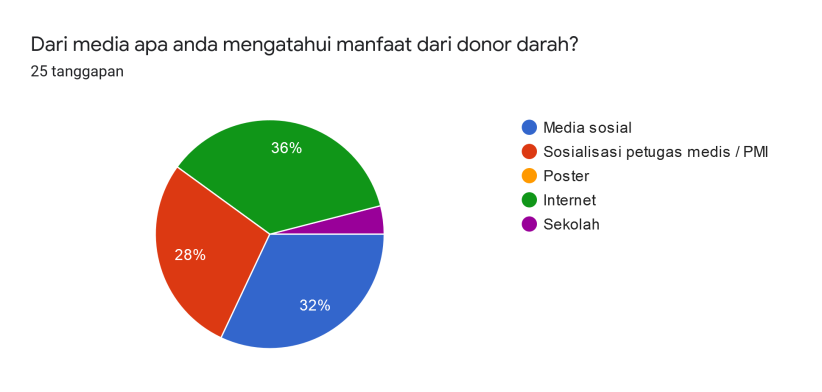 Dari media apa anda mengatahui manfaat dari donor darah?
25 tanggapan
36%
28%
32%
Media sosial
Sosialisasi petugas medis / PMI
Poster
Internet
Sekolah